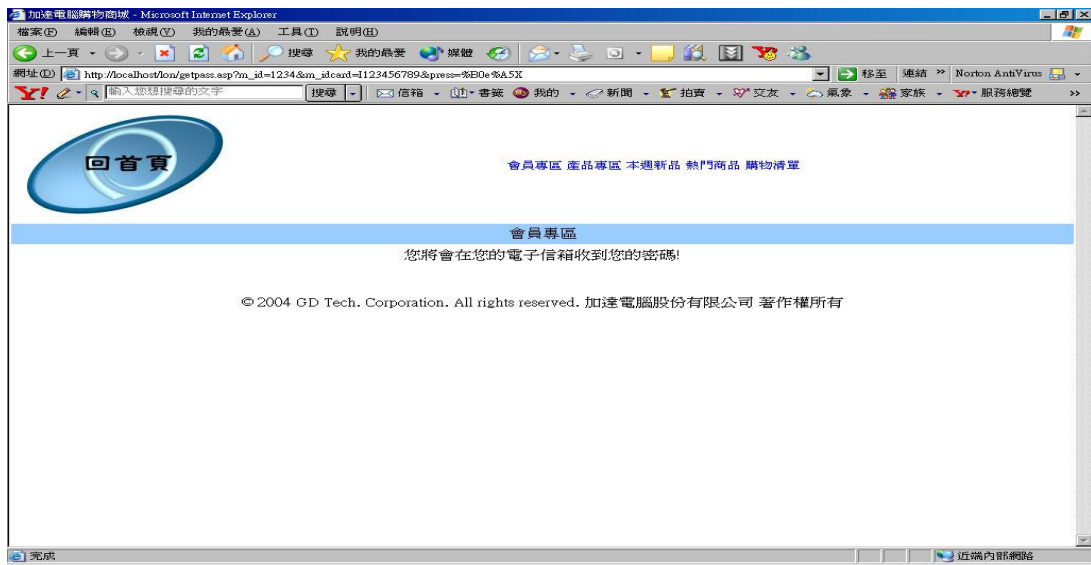 加達電腦購物商城 - Microsoft Internet Explorer
檔案(F) 編輯(E) 檢視(V) 我的最愛(A) 工具(T) 說明(H)
上一頁 搜尋 我的最愛 媒體
網址(D) http://localhost/lon/getpass.asp?m_id=1234&m_idcard=I123456789&press=%B0e%A5X 移至 連結 » Norton AntiVirus
Y! 輸入您想搜尋的文字 搜尋 信箱 書籤 我的 新聞 拍賣 交友 氣象 家族 Y? 服務總覽 »
回首頁
會員專區 產品專區 本週新品 熱門商品 購物清單
會員專區
您將會在您的電子信箱收到您的密碼!
© 2004 GD Tech. Corporation. All rights reserved. 加達電腦股份有限公司 著作權所有
完成 近端內部網路